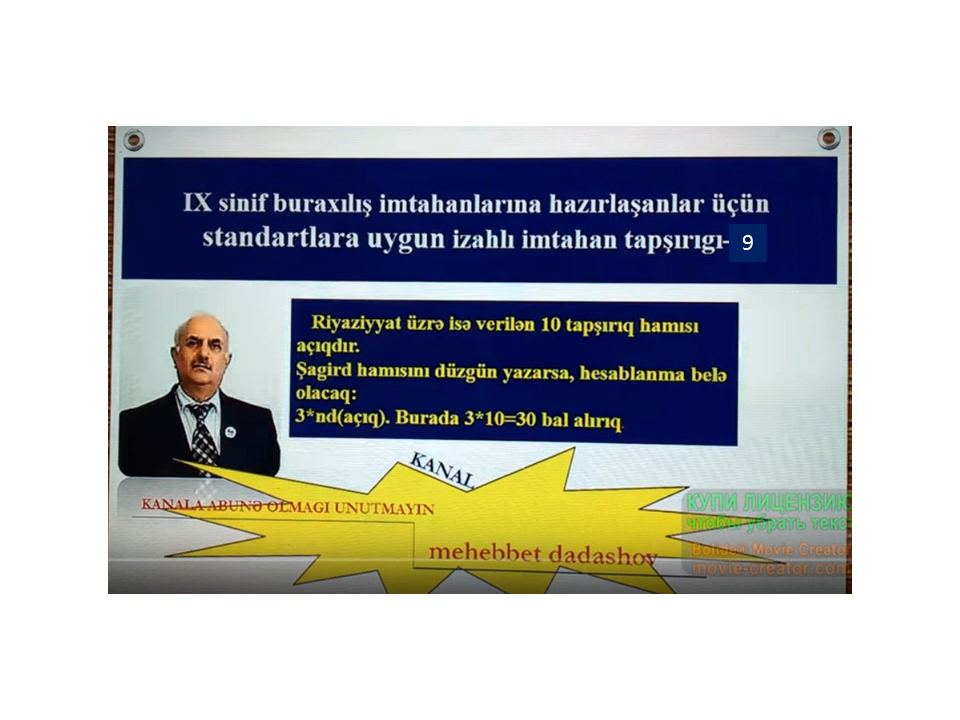 IX sinif buraxılış imtahanlarına hazırlaşanlar üçün
standartlara uygun izahlı imtahan tapşırıgı-9
Riyaziyyat üzrə isə verilən 10 tapşırıq hamısı
açıqdır.
Şagird hamısını düzgün yazarsa, hesablanma belə
olacaq:
3*nd(açıq). Burada 3*10=30 bal alırıq
KANAL
KANALA ABUNƏ OLMAGI UNUTMAYIN
mehebbet dadashov
КУПИ ЛИЦЕНЗИЮ
чтобы убрать текс
Bolide® Movie Creator
movie-creator.com